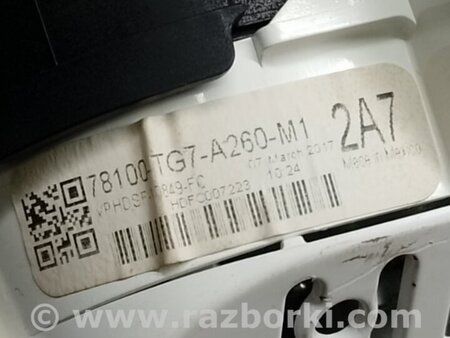 78100-TG7-A260-M1
2A7
07 March 2017
Made in Mexico
10:24
HDFC007223
www.razborki.com